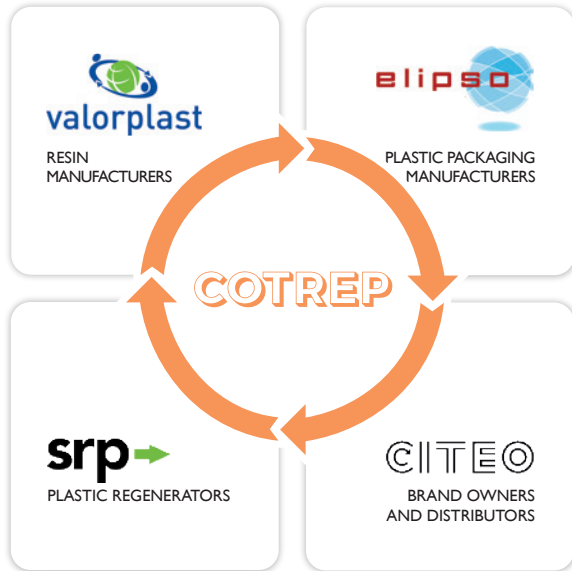 valorplast
RESIN
MANUFACTURERS
elipso
PLASTIC PACKAGING
MANUFACTURERS
COTREP
srp
PLASTIC REGENERATORS
CITEO
BRAND OWNERS
AND DISTRIBUTORS